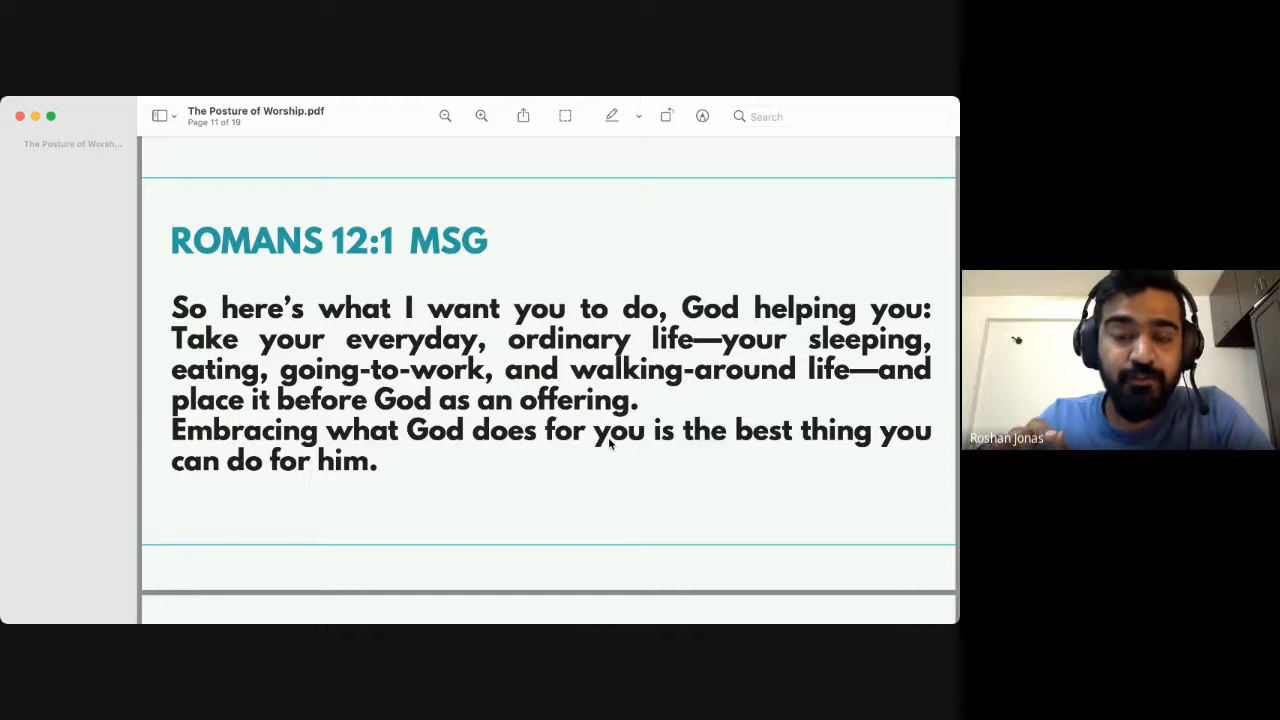 The Posture of Worship.pdf
Page 11 of 19
Search
The Posture of Worsh...
ROMANS 12:1 MSG
So here’s what I want you to do, God helping you:
Take your everyday, ordinary life—your sleeping,
eating, going-to-work, and walking-around life—and
place it before God as an offering.
Embracing what God does for you is the best thing you
can do for him.
Roshan Jonas